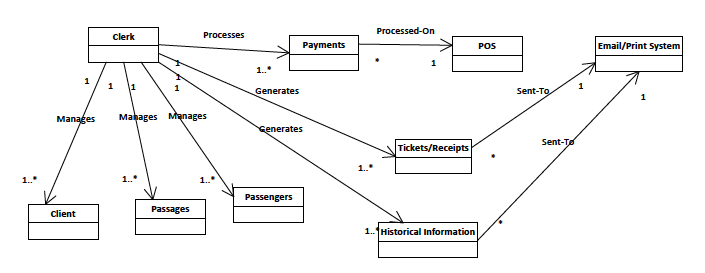 Clerk
Processes
Payments
Processed-On
POS
Email/Print System
1
1..*
*
1
1
1
1
1
1
Generates
Sent-To
1
1
Manages
Manages
Manages
Generates
Sent-To
Tickets/Receipts
*
1..*
1..*
1..*
1..*
Client
Passages
Passengers
1..*
Historical Information
*